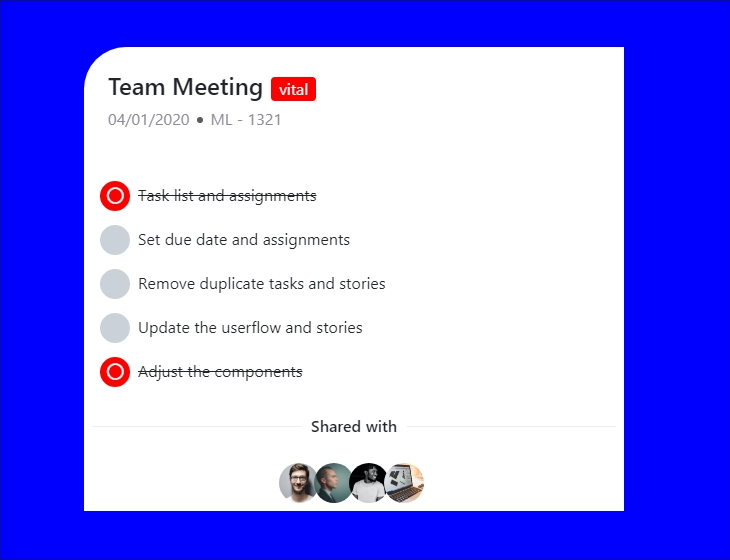 Team Meeting vital
04/01/2020 • ML - 1321
Task list and assignments
Set due date and assignments
Remove duplicate tasks and stories
Update the userflow and stories
Adjust the components
Shared with